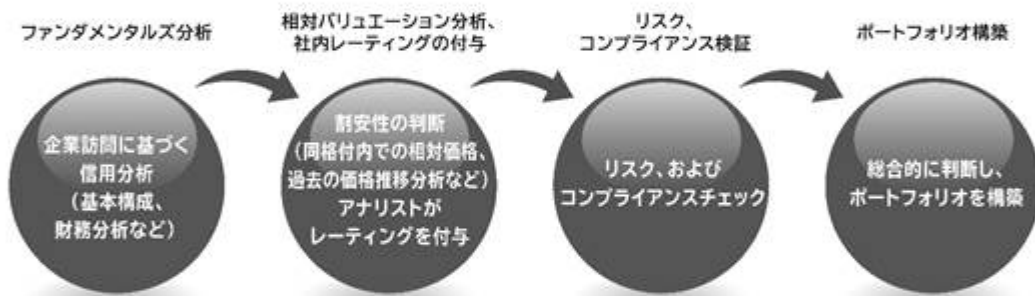 ファンダメンタルズ分析
相対バリュエーション分析、
社内レーティングの付与
リスク、
コンプライアンス検証
ポートフォリオ構築
企業訪問に基づく
信用分析
(基本構成、
財務分析など)
割安性の判断
(同格付内での相対価格、
過去の価格推移分析など)
アナリストが
レーティングを付与
リスク、および
コンプライアンスチェック
総合的に判断し、
ポートフォリオを構築